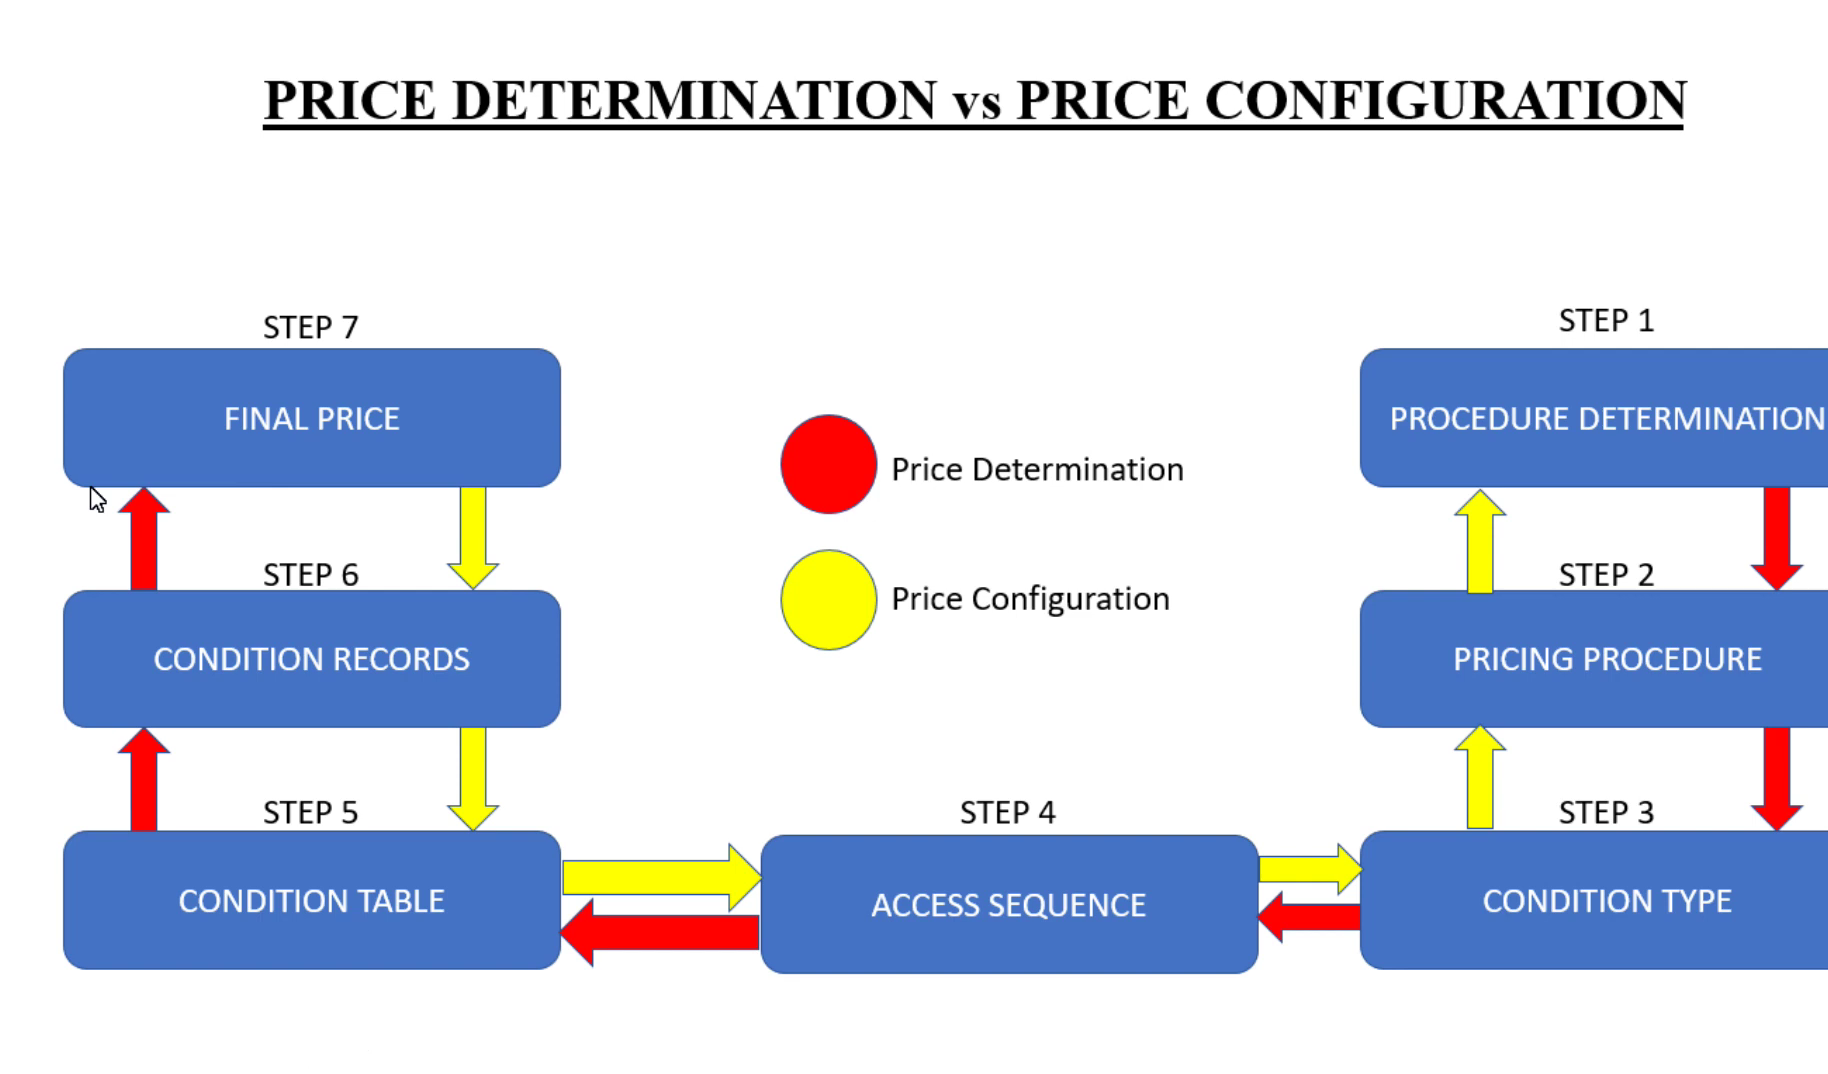 PRICE DETERMINATION vs PRICE CONFIGURATION
STEP 7
FINAL PRICE
STEP 6
CONDITION RECORDS
STEP 5
CONDITION TABLE
Price Determination
Price Configuration
STEP 4
ACCESS SEQUENCE
STEP 1
PROCEDURE DETERMINATION
STEP 2
PRICING PROCEDURE
STEP 3
CONDITION TYPE